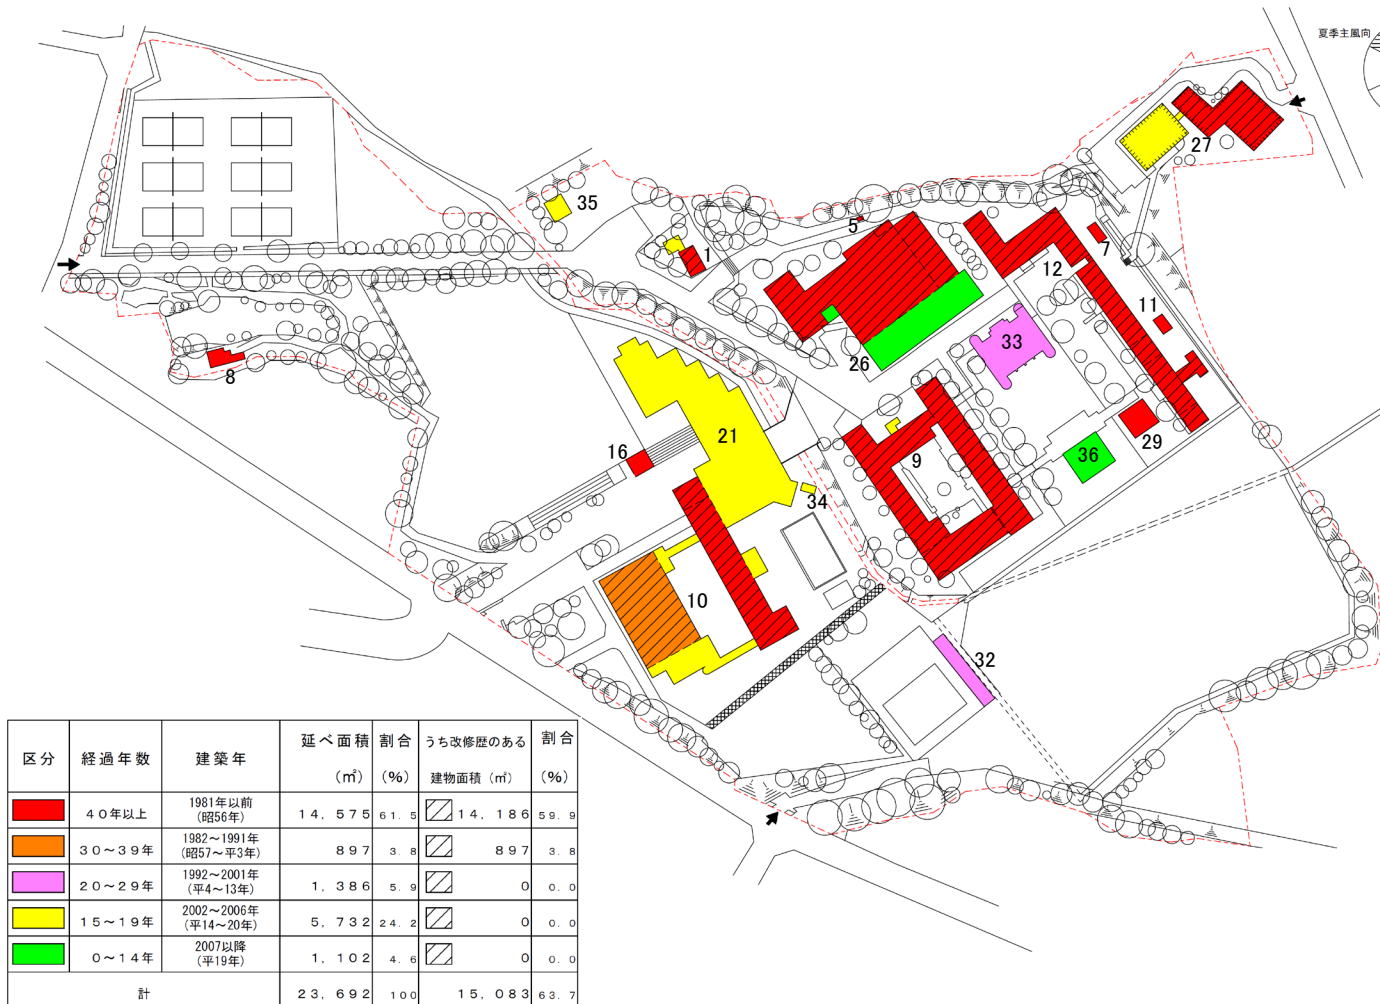 夏季主風向
27
35
5
1
7
12
11
33
26
8
29
21
16
9
36
34
10
32
区分 経過年数 建築年 延べ面積（㎡） 割合（%） うち改修歴のある建物面積（㎡） 割合（%）
40年以上 1981年以前（昭56年） 14,575 61.5 14,186 59.9
30～39年 1982～1991年（昭57～平3年） 897 3.8 897 3.8
20～29年 1992～2001年（平4～13年） 1,386 5.9 0 0.0
15～19年 2002～2006年（平14～20年） 5,732 24.2 0 0.0
0～14年 2007以降（平19年） 1,102 4.6 0 0.0
計 23,692 100 15,083 63.7